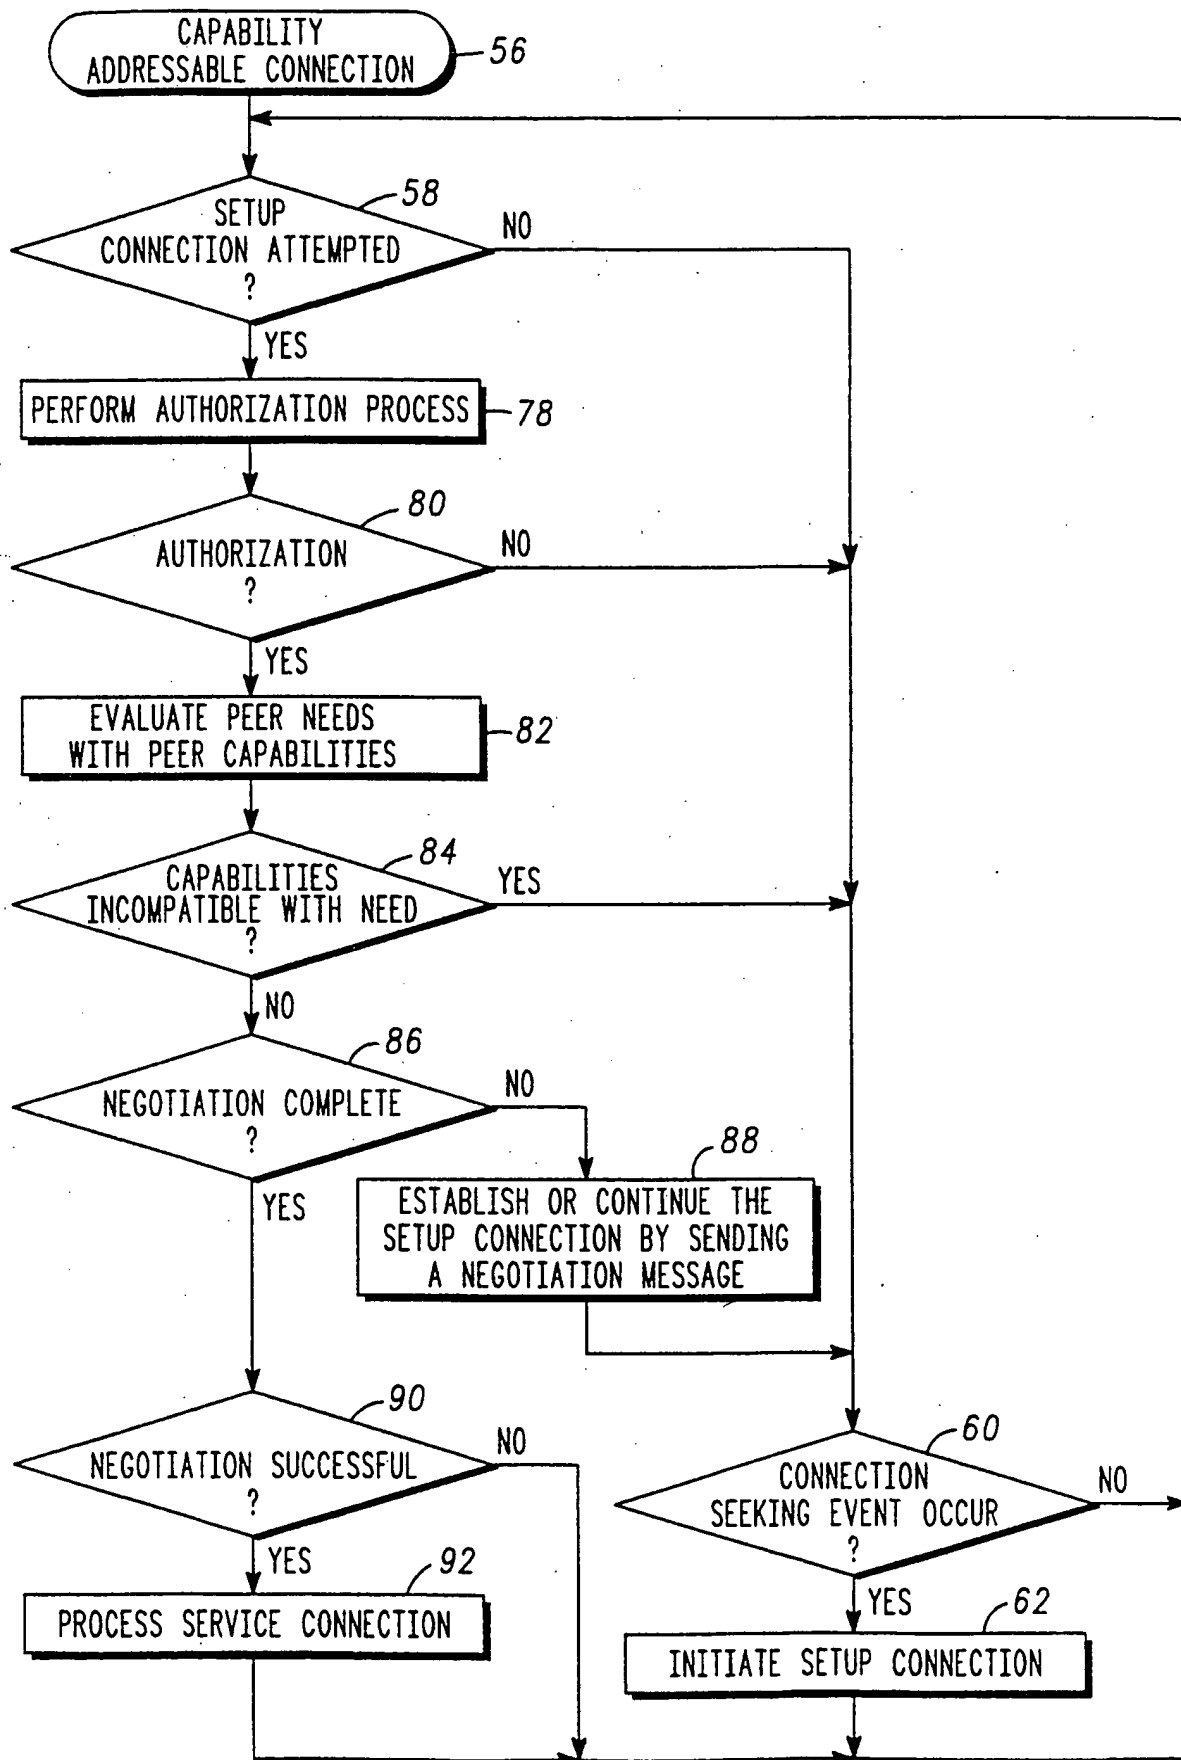 CAPABILITY
ADDRESSABLE CONNECTION
56
58
SETUP
CONNECTION ATTEMPTED
?
NO
YES
PERFORM AUTHORIZATION PROCESS
78
80
AUTHORIZATION
?
NO
YES
EVALUATE PEER NEEDS
WITH PEER CAPABILITIES
82
84
CAPABILITIES
INCOMPATIBLE WITH NEED
?
YES
NO
86
NEGOTIATION COMPLETE
?
NO
YES
88
ESTABLISH OR CONTINUE THE
SETUP CONNECTION BY SENDING
A NEGOTIATION MESSAGE
90
NEGOTIATION SUCCESSFUL
?
NO
YES
60
CONNECTION
SEEKING EVENT OCCUR
?
NO
YES
92
PROCESS SERVICE CONNECTION
62
INITIATE SETUP CONNECTION